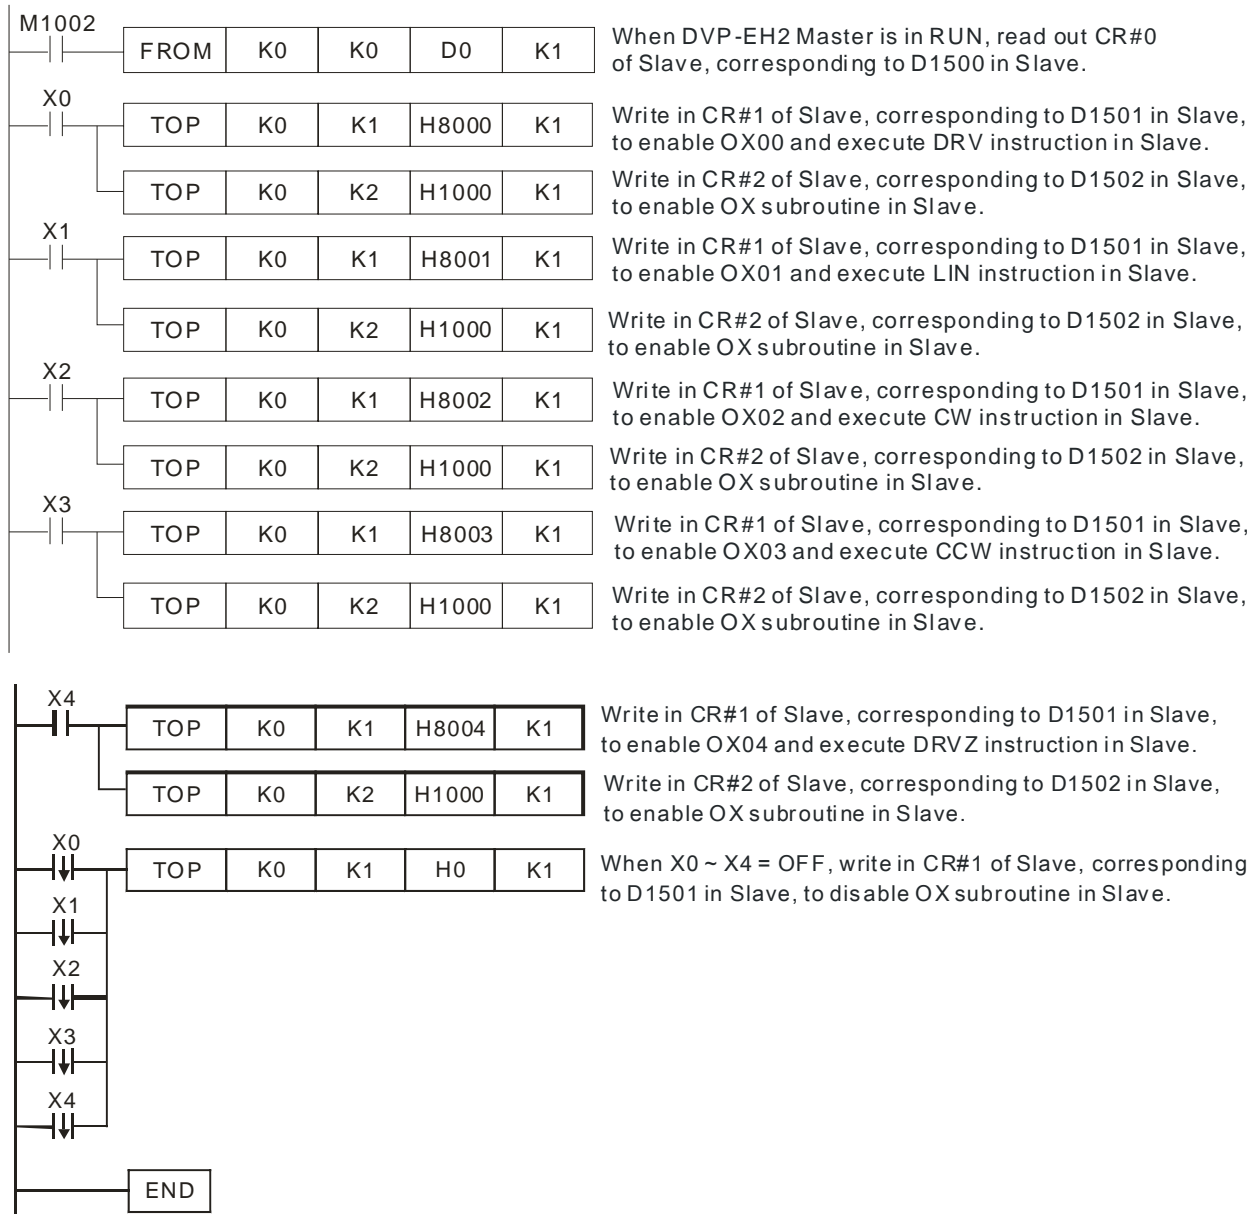 M1002
FROM K0 K0 D0 K1
When DVP-EH2 Master is in RUN, read out CR#0
of Slave, corresponding to D1500 in Slave.
X0
TOP K0 K1 H8000 K1
Write in CR#1 of Slave, corresponding to D1501 in Slave,
to enable OX00 and execute DRV instruction in Slave.
TOP K0 K2 H1000 K1
Write in CR#2 of Slave, corresponding to D1502 in Slave,
to enable OX subroutine in Slave.
X1
TOP K0 K1 H8001 K1
Write in CR#1 of Slave, corresponding to D1501 in Slave,
to enable OX01 and execute LIN instruction in Slave.
TOP K0 K2 H1000 K1
Write in CR#2 of Slave, corresponding to D1502 in Slave,
to enable OX subroutine in Slave.
X2
TOP K0 K1 H8002 K1
Write in CR#1 of Slave, corresponding to D1501 in Slave,
to enable OX02 and execute CW instruction in Slave.
TOP K0 K2 H1000 K1
Write in CR#2 of Slave, corresponding to D1502 in Slave,
to enable OX subroutine in Slave.
X3
TOP K0 K1 H8003 K1
Write in CR#1 of Slave, corresponding to D1501 in Slave,
to enable OX03 and execute CCW instruction in Slave.
TOP K0 K2 H1000 K1
Write in CR#2 of Slave, corresponding to D1502 in Slave,
to enable OX subroutine in Slave.
X4
TOP K0 K1 H8004 K1
Write in CR#1 of Slave, corresponding to D1501 in Slave,
to enable OX04 and execute DRVZ instruction in Slave.
TOP K0 K2 H1000 K1
Write in CR#2 of Slave, corresponding to D1502 in Slave,
to enable OX subroutine in Slave.
X0
TOP K0 K1 H0 K1
When X0 ~ X4 = OFF, write in CR#1 of Slave, corresponding
to D1501 in Slave, to disable OX subroutine in Slave.
X1
X2
X3
X4
END